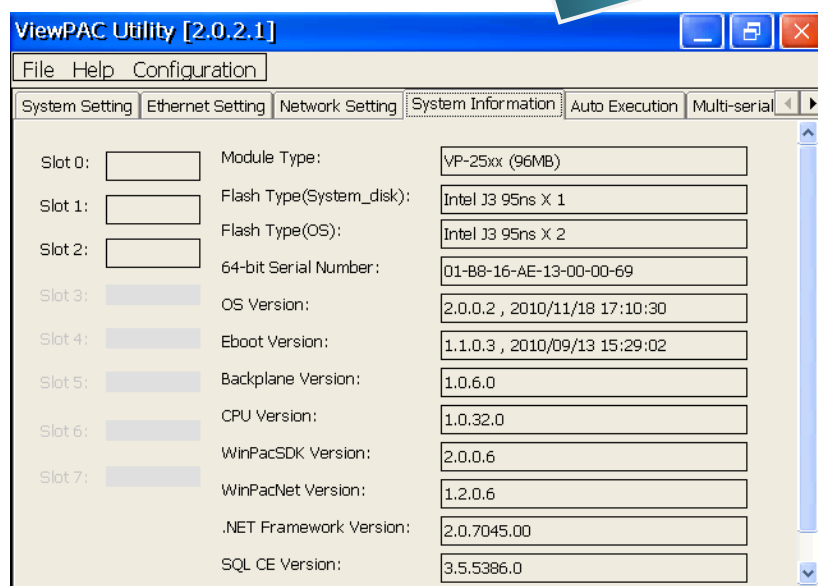 ViewPAC Utility [2.0.2.1]
File Help Configuration
System Setting Ethernet Setting Network Setting System Information Auto Execution Multi-serial
Slot 0:
Slot 1:
Slot 2:
Slot 3:
Slot 4:
Slot 5:
Slot 6:
Slot 7:
Module Type: VP-25xx (96MB)
Flash Type(System_disk): Intel J3 95ns X 1
Flash Type(OS): Intel J3 95ns X 2
64-bit Serial Number: 01-B8-16-AE-13-00-00-69
OS Version: 2.0.0.2 , 2010/11/18 17:10:30
Eboot Version: 1.1.0.3 , 2010/09/13 15:29:02
Backplane Version: 1.0.6.0
CPU Version: 1.0.32.0
WinPacSDK Version: 2.0.0.6
WinPacNet Version: 1.2.0.6
.NET Framework Version: 2.0.7045.00
SQL CE Version: 3.5.5386.0